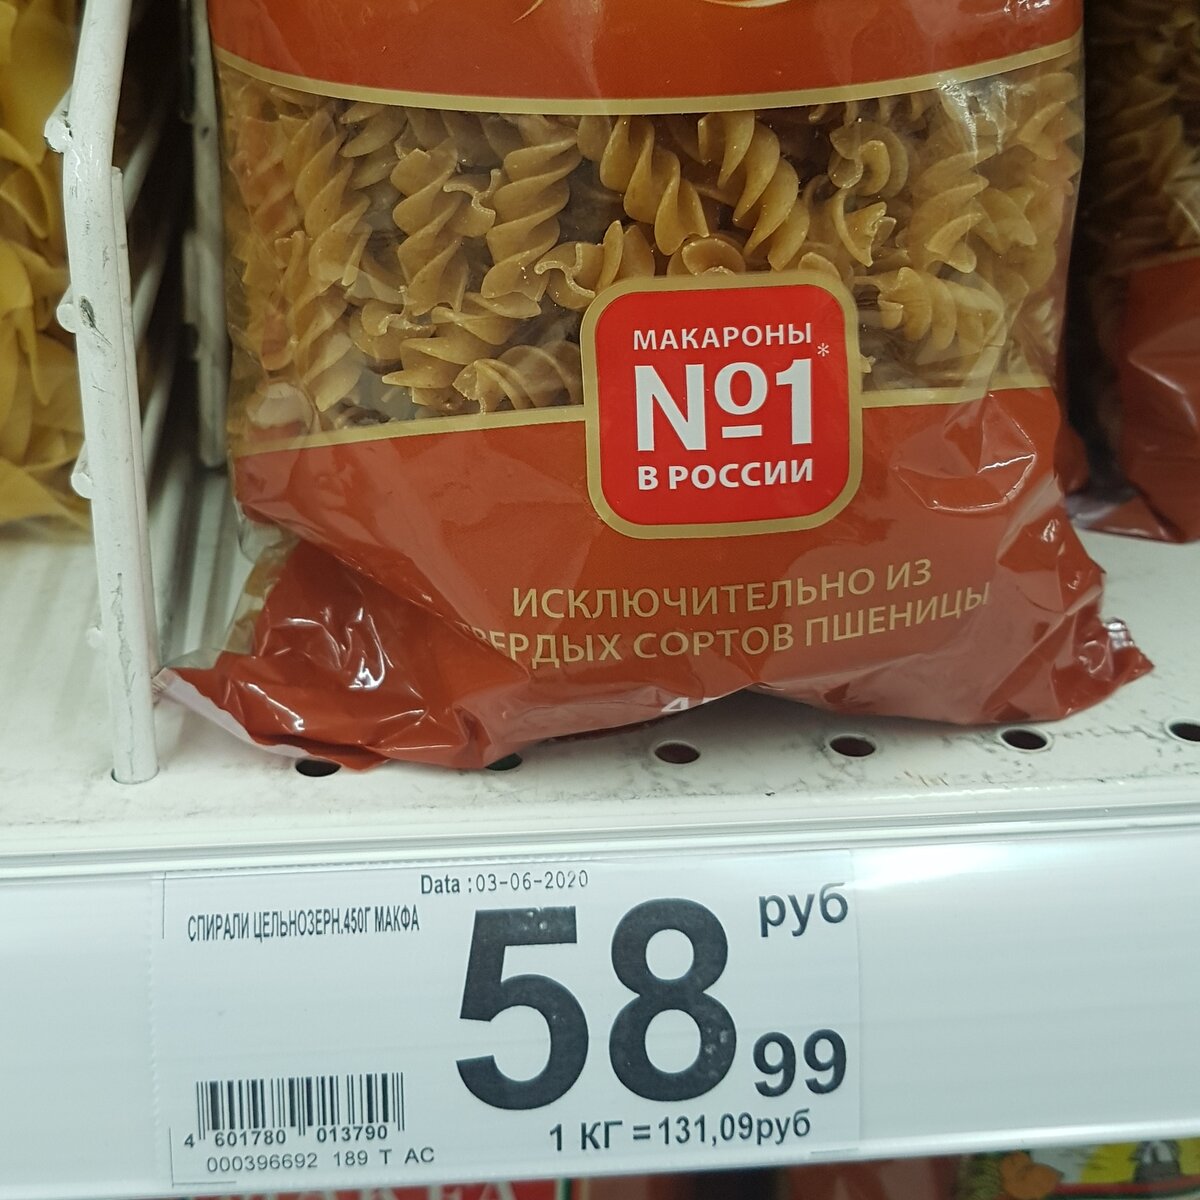 МАКАРОНЫ
№1*
В РОССИИ
ИСКЛЮЧИТЕЛЬНО ИЗ
ТВЕРДЫХ СОРТОВ ПШЕНИЦЫ
4
Data : 03-06-2020
СПИРАЛИ ЦЕЛЬНОЗЕРН.450Г МАКФА
58 99 руб
1 КГ = 131,09руб
4 601780 013790
000396692 189 Т АС